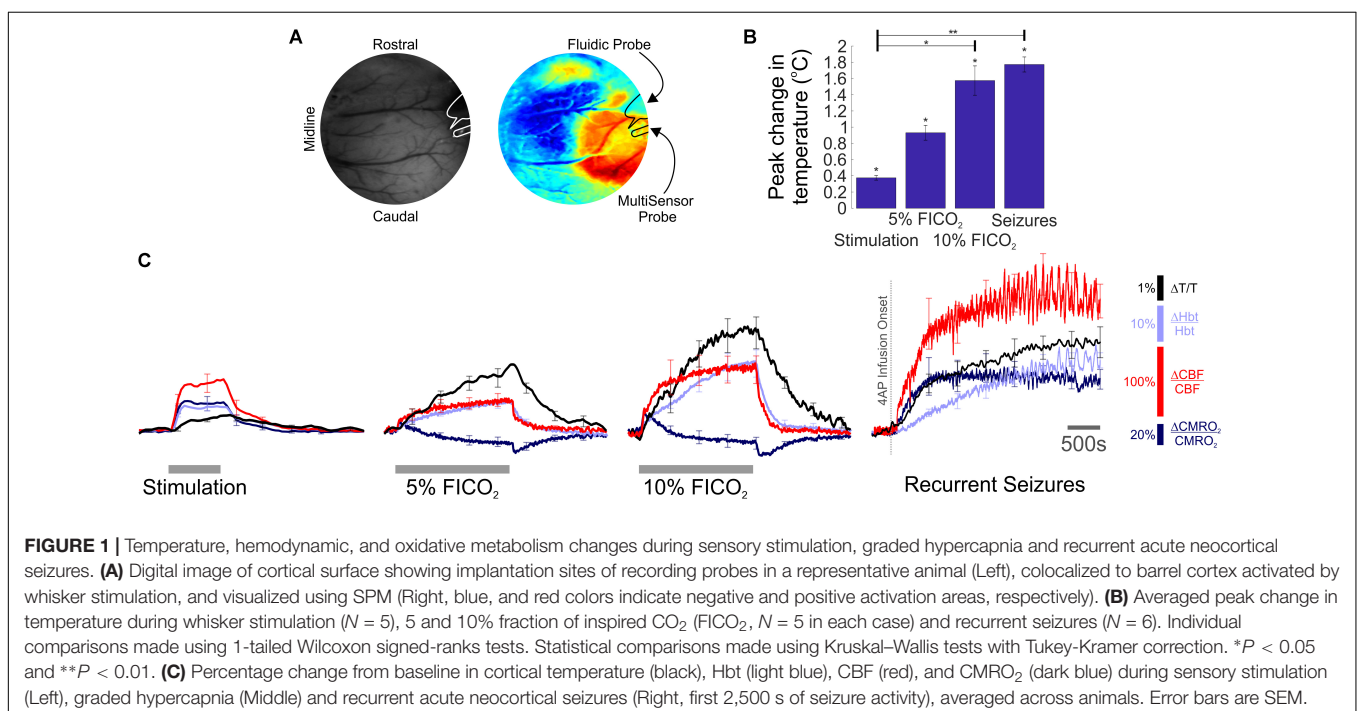 A
Rostral
Fluidic Probe
Midline
Caudal
MultiSensor
Probe
B
Peak change in
temperature (°C)
2
1.8
1.6
1.4
1.2
1
0.8
0.6
0.4
0.2
0
*
*
*
*
*
**
5% FICO₂
Seizures
Stimulation
10% FICO₂
C
Stimulation
5% FICO₂
10% FICO₂
4AP Infusion Onset
500s
Recurrent Seizures
1% ΔT/T
10% ΔHbt
Hbt
100% ΔCBF
CBF
20% ΔCMRO₂
CMRO₂
FIGURE 1 | Temperature, hemodynamic, and oxidative metabolism changes during sensory stimulation, graded hypercapnia and recurrent acute neocortical
seizures. (A) Digital image of cortical surface showing implantation sites of recording probes in a representative animal (Left), colocalized to barrel cortex activated by
whisker stimulation, and visualized using SPM (Right, blue, and red colors indicate negative and positive activation areas, respectively). (B) Averaged peak change in
temperature during whisker stimulation (N = 5), 5 and 10% fraction of inspired CO₂ (FICO₂, N = 5 in each case) and recurrent seizures (N = 6). Individual
comparisons made using 1-tailed Wilcoxon signed-ranks tests. Statistical comparisons made using Kruskal–Wallis tests with Tukey-Kramer correction. *P < 0.05
and **P < 0.01. (C) Percentage change from baseline in cortical temperature (black), Hbt (light blue), CBF (red), and CMRO₂ (dark blue) during sensory stimulation
(Left), graded hypercapnia (Middle) and recurrent acute neocortical seizures (Right, first 2,500 s of seizure activity), averaged across animals. Error bars are SEM.